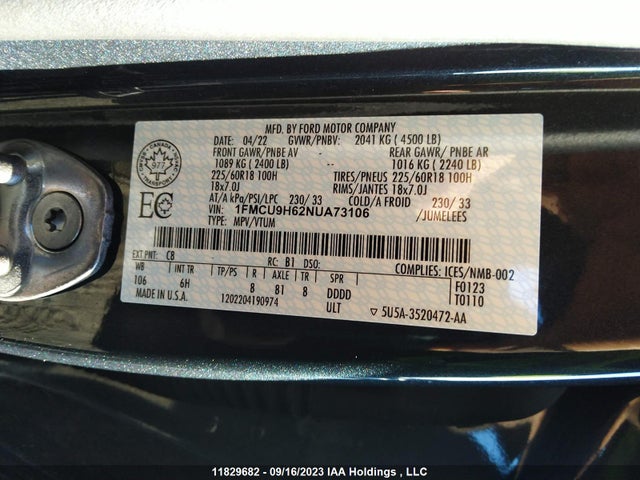 MFD. BY FORD MOTOR COMPANY
DATE: 04/22 GVWR/PNBV: 2041 KG ( 4500 LB)
FRONT GAWR/PNBE AV REAR GAWR/ PNBE AR
1089 KG ( 2400 LB) 1016 KG ( 2240 LB)
225/60R18 100H TIRES/PNEUS 225/60R18 100H
18x7.0J RIMS/JANTES 18x7.0J
AT/A kPa/PSI/LPC 230/ 33 COLD/A FROID 230/ 33
VIN: 1FMCU9H62NUA73106 /JUMELEES
TYPE: MPV/VTUM
CANADA
977
EC
EXT PNT: C8 RC: B1 DSO: COMPLIES: ICES/NMB-002
WB INT TR TP/PS R AXLE TR SPR F0123
106 6H 8 81 8 DDDD T0110
MADE IN U.S.A. 1202204190974 ULT ▽ 5U5A-3520472-AA
11829682 - 09/16/2023 IAA Holdings , LLC